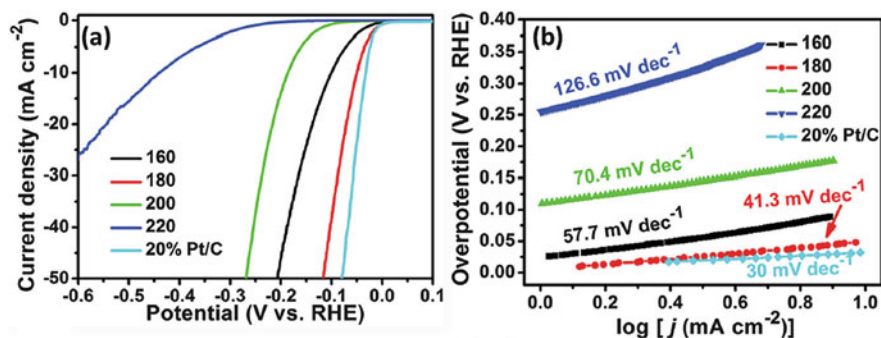 (a)
Current density (mA cm⁻²)
0
-10
-20
-30
-40
-50
160
180
200
220
20% Pt/C
-0.6 -0.5 -0.4 -0.3 -0.2 -0.1 0.0 0.1
Potential (V vs. RHE)
(b)
Overpotential (V vs. RHE)
0.40
0.35
0.30
0.25
0.20
0.15
0.10
0.05
0.00
160
180
200
220
20% Pt/C
126.6 mV dec⁻¹
70.4 mV dec⁻¹
41.3 mV dec⁻¹
57.7 mV dec⁻¹
30 mV dec⁻¹
0.0 0.2 0.4 0.6 0.8 1.0
log [ j (mA cm⁻²)]